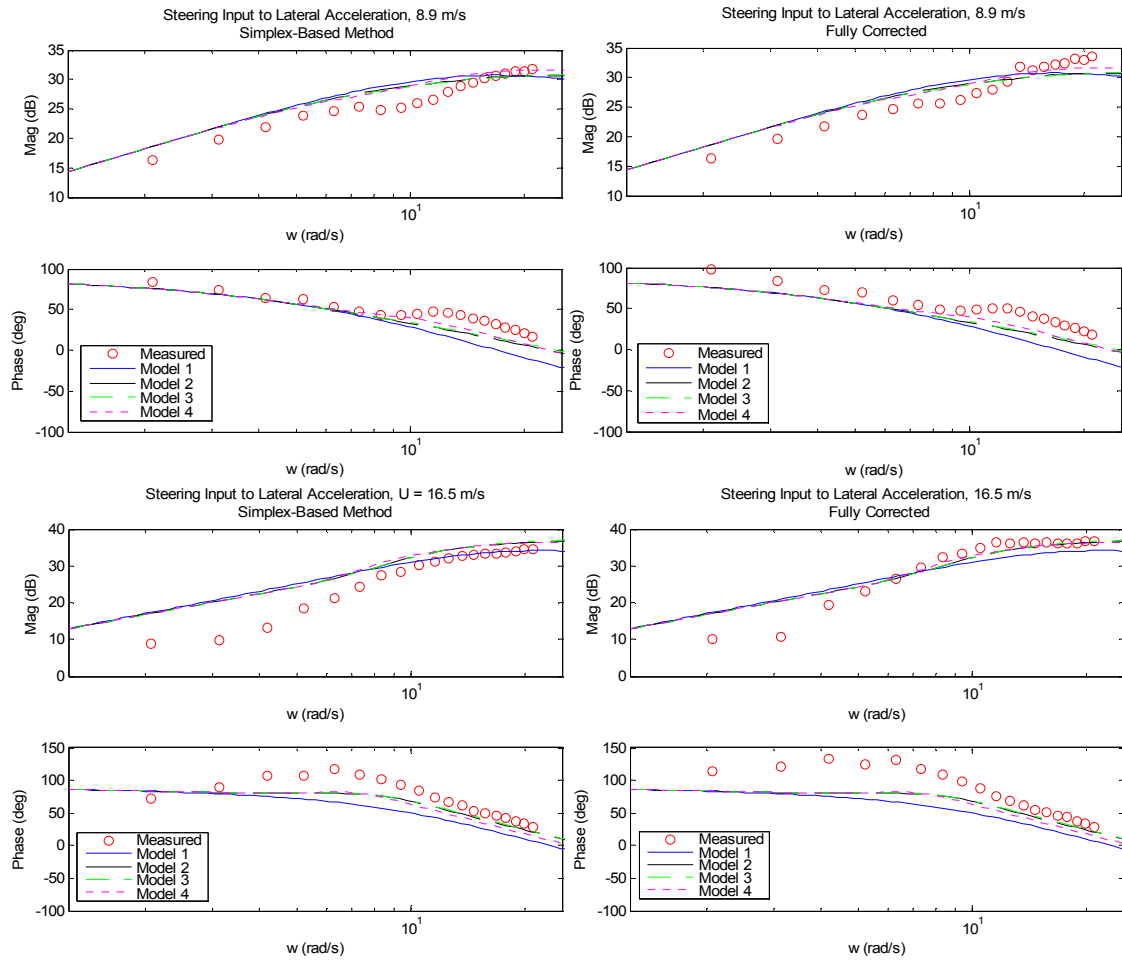 Steering Input to Lateral Acceleration, 8.9 m/s
Simplex-Based Method
35
30
25
20
15
10
Mag (dB)
10^1
w (rad/s)
100
50
0
-50
-100
Phase (deg)
Measured
Model 1
Model 2
Model 3
Model 4
10^1
w (rad/s)
Steering Input to Lateral Acceleration, 8.9 m/s
Fully Corrected
35
30
25
20
15
10
Mag (dB)
10^1
w (rad/s)
100
50
0
-50
-100
Phase (deg)
Measured
Model 1
Model 2
Model 3
Model 4
10^1
w (rad/s)
Steering Input to Lateral Acceleration, U = 16.5 m/s
Simplex-Based Method
40
30
20
10
0
Mag (dB)
10^1
w (rad/s)
150
100
50
0
-50
-100
Phase (deg)
Measured
Model 1
Model 2
Model 3
Model 4
10^1
w (rad/s)
Steering Input to Lateral Acceleration, 16.5 m/s
Fully Corrected
40
30
20
10
0
Mag (dB)
10^1
w (rad/s)
150
100
50
0
-50
-100
Phase (deg)
Measured
Model 1
Model 2
Model 3
Model 4
10^1
w (rad/s)